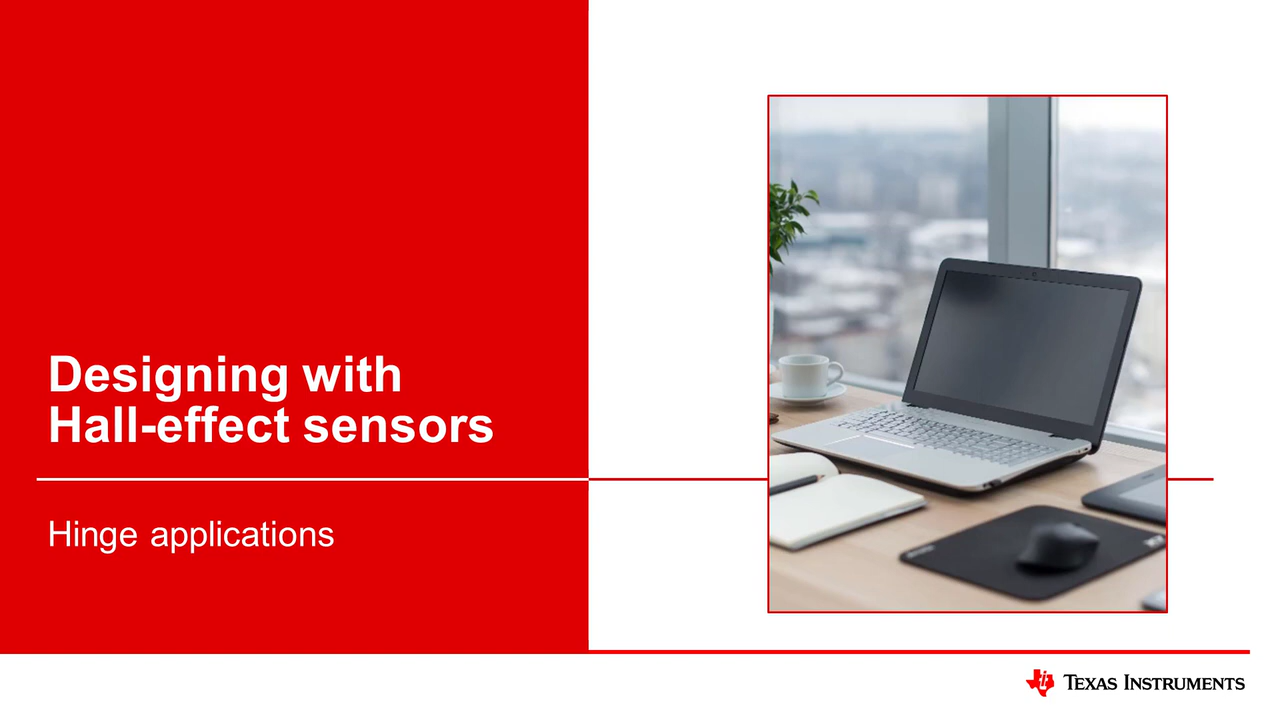 Designing with
Hall-effect sensors
Hinge applications
TEXAS INSTRUMENTS